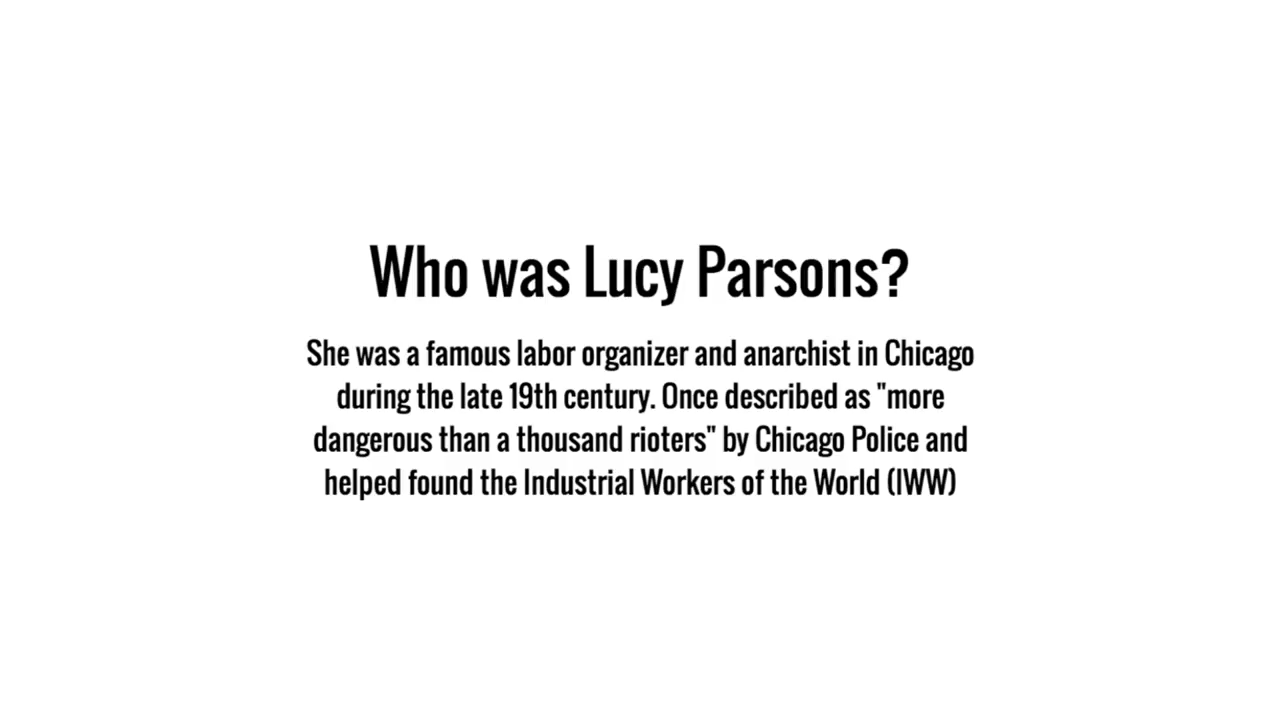 Who was Lucy Parsons?
She was a famous labor organizer and anarchist in Chicago
during the late 19th century. Once described as "more
dangerous than a thousand rioters" by Chicago Police and
helped found the Industrial Workers of the World (IWW)